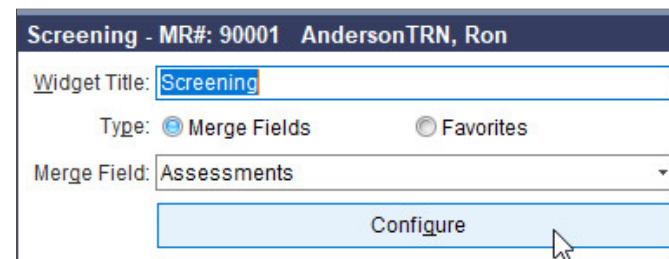 Screening - MR#: 90001 AndersonTRN, Ron
Widget Title: Screening
Type: Merge Fields Favorites
Merge Field: Assessments
Configure